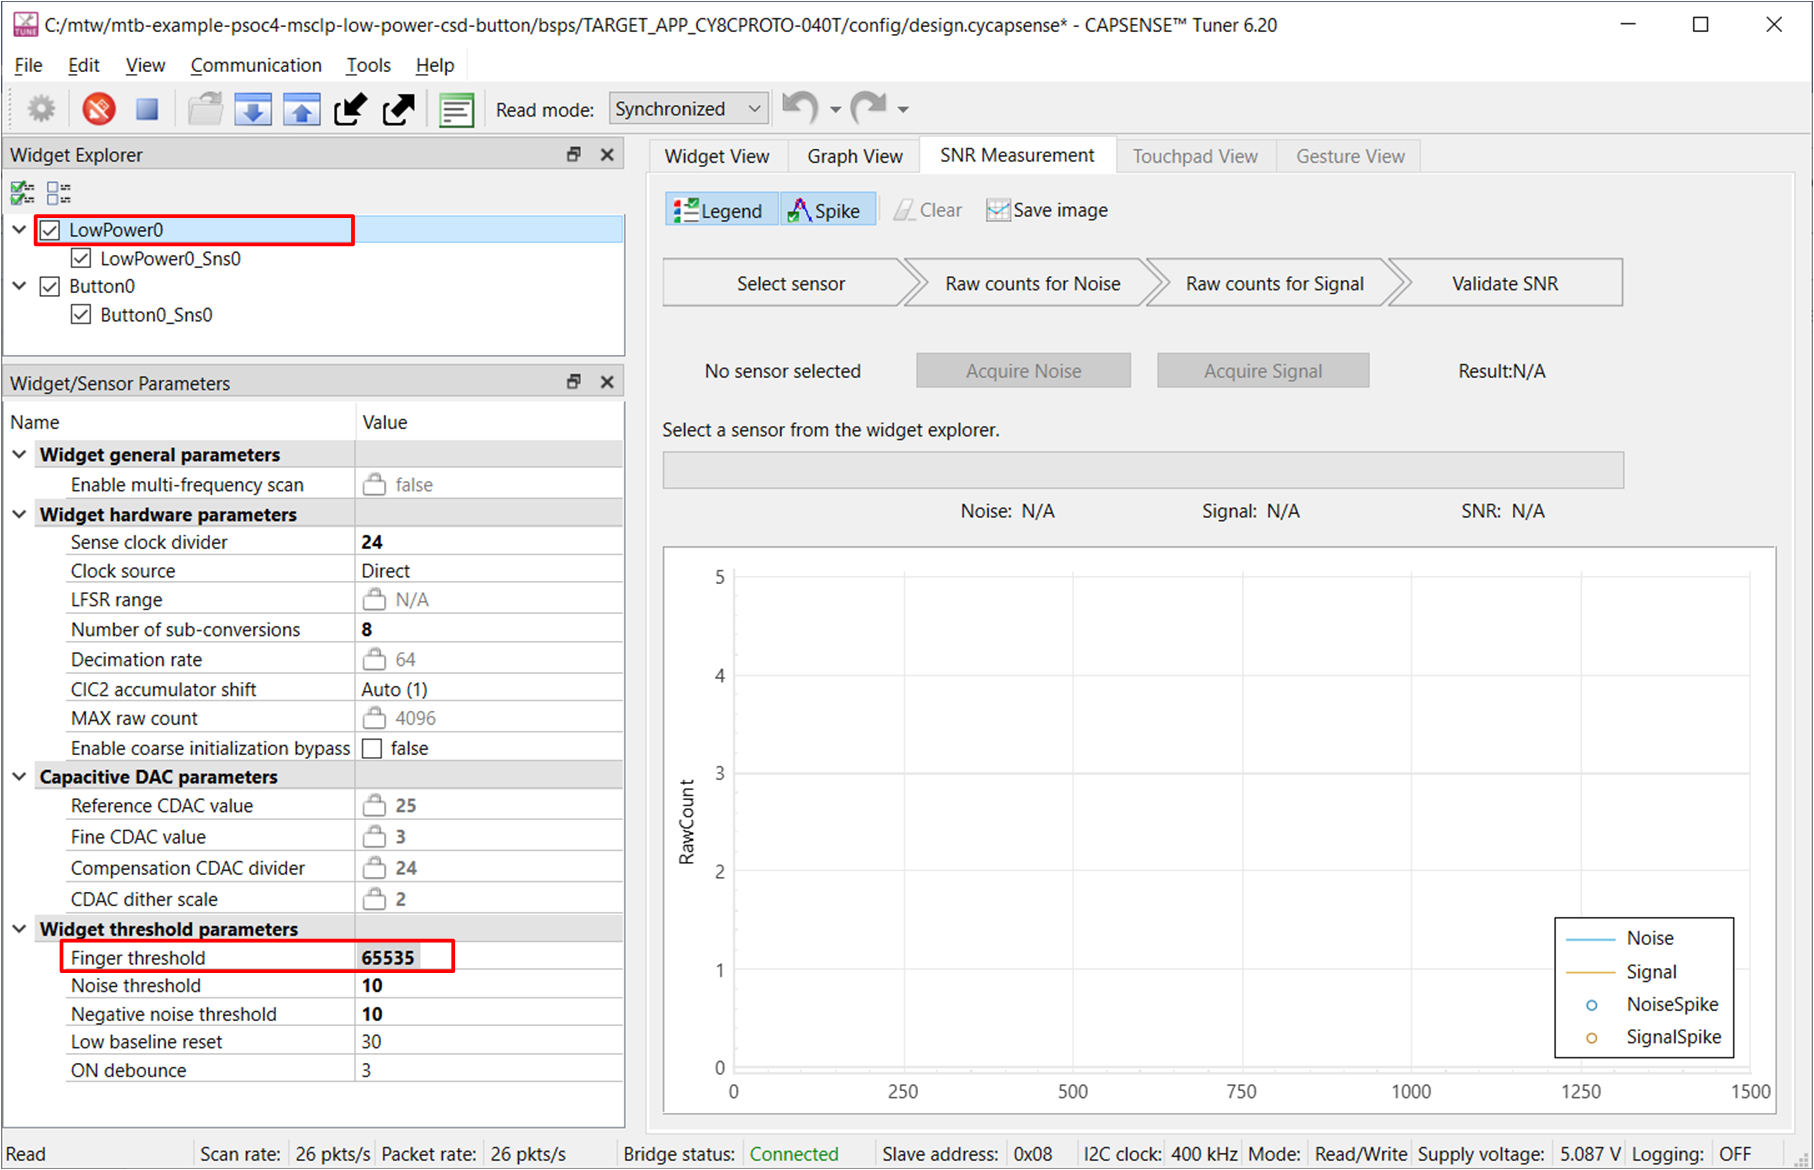 C:/mtw/mtb-example-psoc4-msclp-low-power-csd-button/bsps/TARGET_APP_CY8CPROTO-040T/config/design.cycapsense* - CAPSENSE™ Tuner 6.20
File Edit View Communication Tools Help
Read mode: Synchronized
Widget Explorer
LowPower0
LowPower0_Sns0
Button0
Button0_Sns0
Widget/Sensor Parameters
Name Value
Widget general parameters
Enable multi-frequency scan false
Widget hardware parameters
Sense clock divider 24
Clock source Direct
LFSR range N/A
Number of sub-conversions 8
Decimation rate 64
CIC2 accumulator shift Auto (1)
MAX raw count 4096
Enable coarse initialization bypass false
Capacitive DAC parameters
Reference CDAC value 25
Fine CDAC value 3
Compensation CDAC divider 24
CDAC dither scale 2
Widget threshold parameters
Finger threshold 65535
Noise threshold 10
Negative noise threshold 10
Low baseline reset 30
ON debounce 3
Widget View Graph View SNR Measurement Touchpad View Gesture View
Legend Spike Clear Save image
Select sensor Raw counts for Noise Raw counts for Signal Validate SNR
No sensor selected Acquire Noise Acquire Signal Result:N/A
Select a sensor from the widget explorer.
Noise: N/A Signal: N/A SNR: N/A
RawCount
5
4
3
2
1
0
0 250 500 750 1000 1250 1500
Noise
Signal
NoiseSpike
SignalSpike
Read Scan rate: 26 pkts/s Packet rate: 26 pkts/s Bridge status: Connected Slave address: 0x08 I2C clock: 400 kHz Mode: Read/Write Supply voltage: 5.087 V Logging: OFF